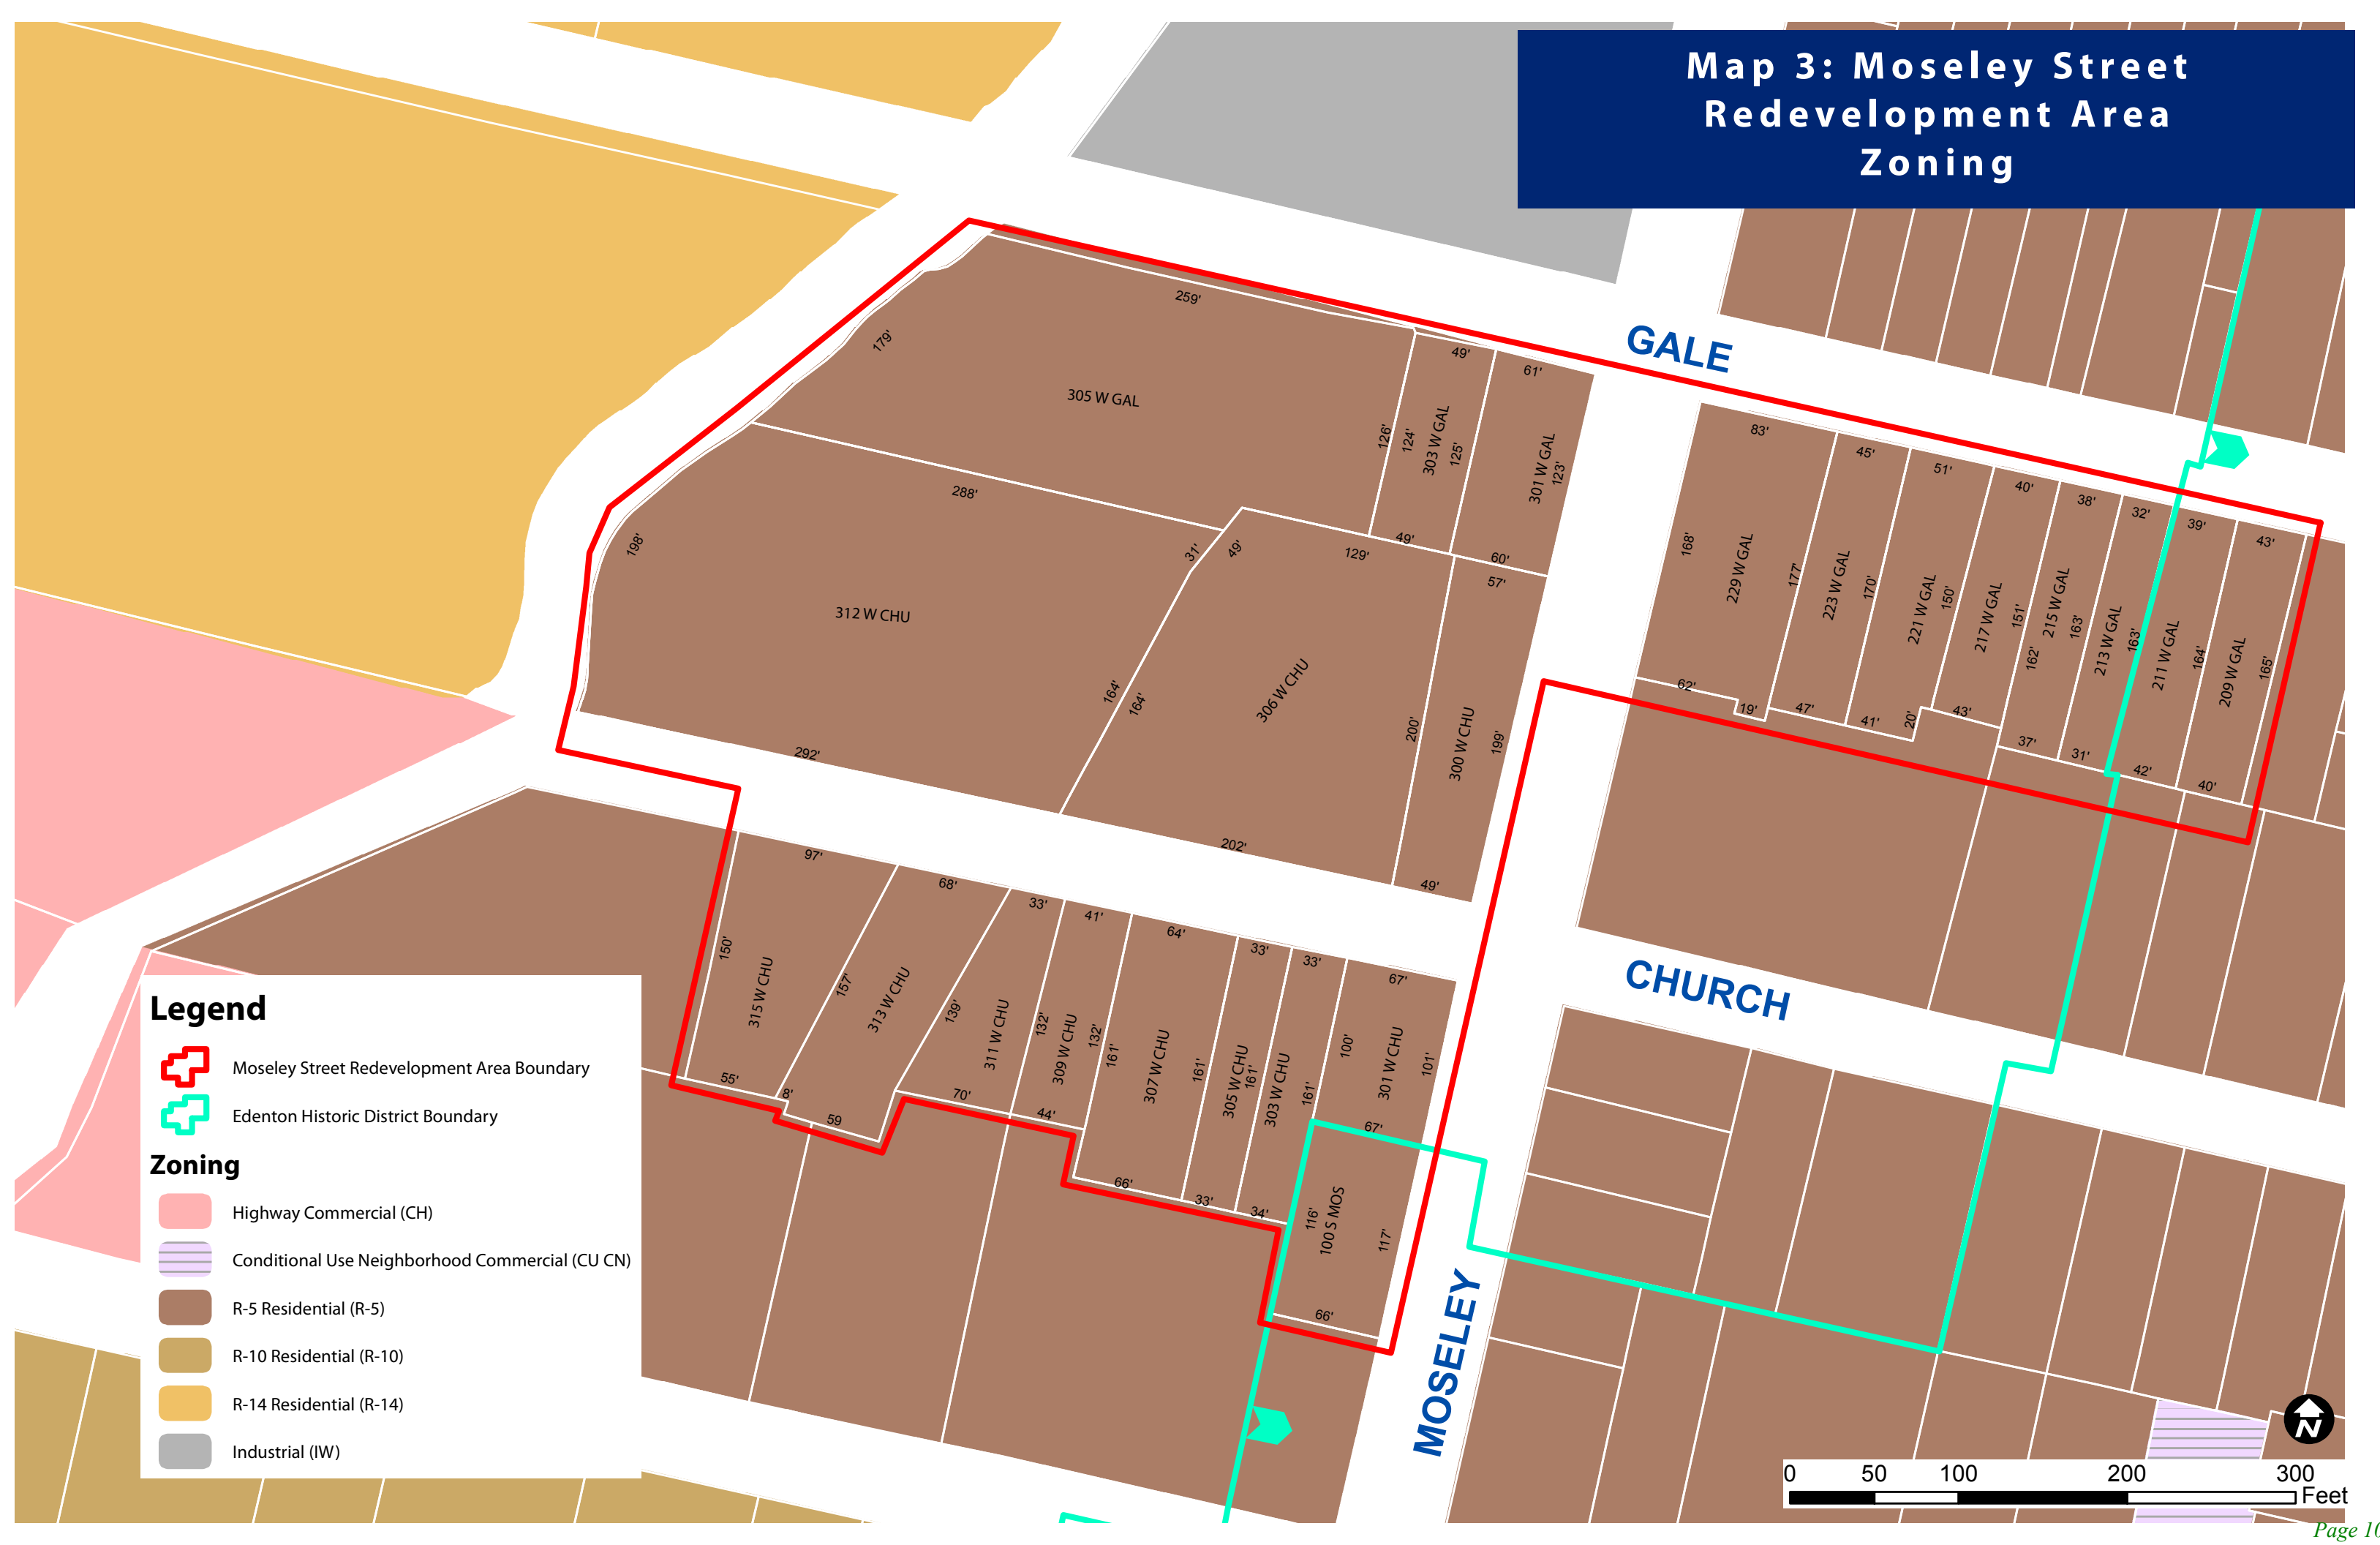 Map 3: Moseley Street
Redevelopment Area
Zoning
GALE
259'
179'
49'
61'
305 W GAL
126'
124'
303 W GAL
125'
301 W GAL
123'
83'
45'
51'
40'
38'
32'
39'
43'
288'
31'
49'
129'
49'
60'
57'
198'
168'
229 W GAL
177'
223 W GAL
170'
221 W GAL
150'
217 W GAL
151'
162'
215 W GAL
163'
213 W GAL
163'
211 W GAL
164'
209 W GAL
165'
312 W CHU
306 W CHU
164'
164'
200'
300 W CHU
199'
62'
19'
47'
41'
20'
43'
37'
31'
42'
40'
292'
202'
49'
97'
68'
33'
41'
64'
33'
33'
67'
CHURCH
150'
315 W CHU
157'
313 W CHU
139'
311 W CHU
132'
309 W CHU
132'
161'
307 W CHU
161'
305 W CHU
161'
303 W CHU
161'
100'
301 W CHU
101'
55'
8'
59
70'
44'
66'
33'
34'
67'
116'
100 S MOS
117'
66'
MOSELEY
Legend
Moseley Street Redevelopment Area Boundary
Edenton Historic District Boundary
Zoning
Highway Commercial (CH)
Conditional Use Neighborhood Commercial (CU CN)
R-5 Residential (R-5)
R-10 Residential (R-10)
R-14 Residential (R-14)
Industrial (IW)
N
0 50 100 200 300
Feet
Page 10